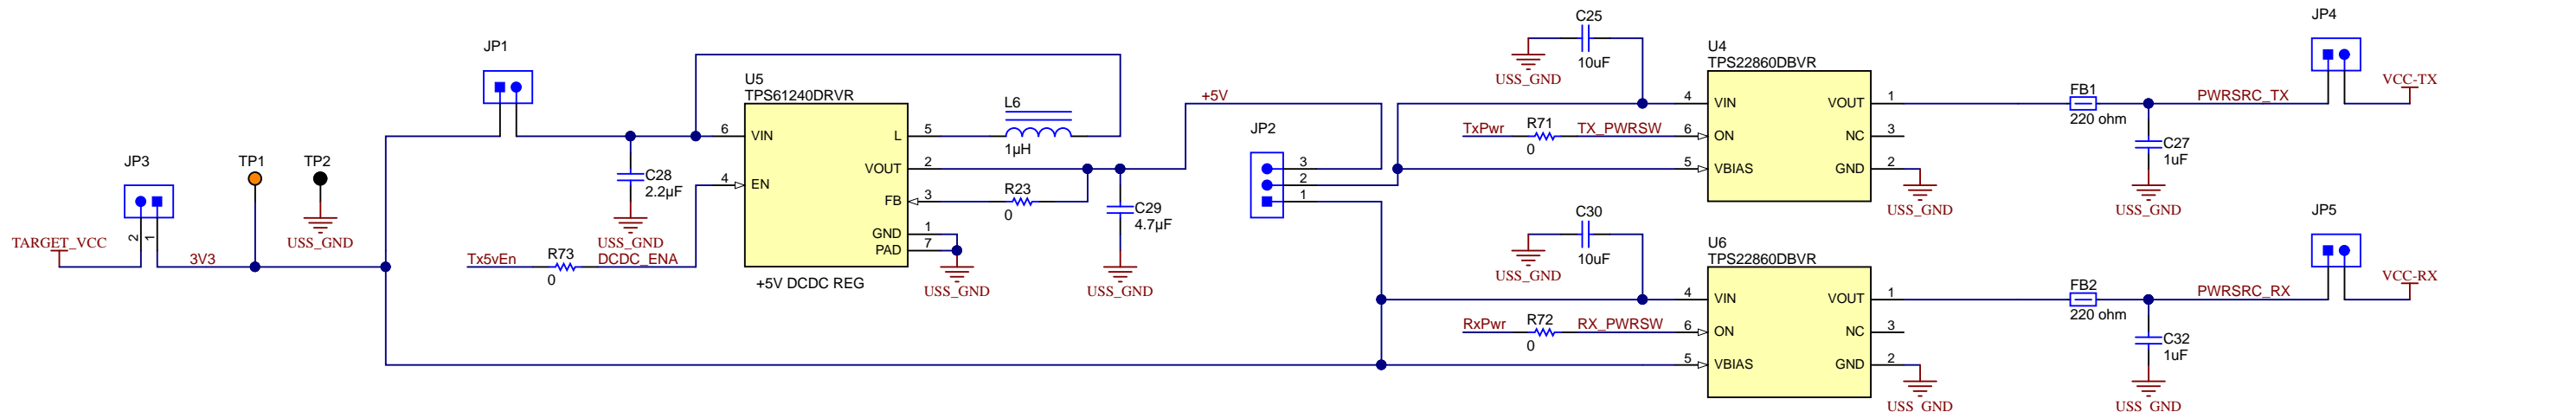 JP3
2
1
TARGET_VCC
3V3
TP1
TP2
USS_GND
JP1
C28
2.2µF
USS_GND
Tx5vEn
R73
0
DCDC_ENA
U5
TPS61240DRVR
6
VIN
4
EN
L
5
VOUT
2
FB
3
GND
1
PAD
7
+5V DCDC REG
USS_GND
L6
1µH
R23
0
C29
4.7µF
USS_GND
+5V
JP2
3
2
1
C25
10uF
USS_GND
TxPwr
R71
0
TX_PWRSW
U4
TPS22860DBVR
4
VIN
6
ON
5
VBIAS
VOUT
1
NC
3
GND
2
USS_GND
FB1
220 ohm
C27
1uF
USS_GND
PWRSRC_TX
JP4
VCC-TX
C30
10uF
USS_GND
RxPwr
R72
0
RX_PWRSW
U6
TPS22860DBVR
4
VIN
6
ON
5
VBIAS
VOUT
1
NC
3
GND
2
USS_GND
FB2
220 ohm
C32
1uF
USS_GND
PWRSRC_RX
JP5
VCC-RX